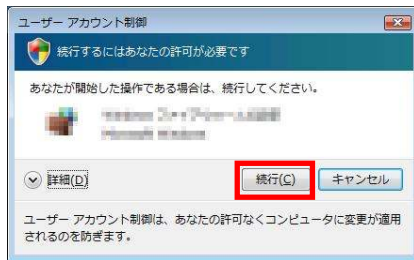 ユーザー アカウント制御
続行するにはあなたの許可が必要です
あなたが開始した操作である場合は、続行してください。
詳細(D)
続行(C)
キャンセル
ユーザー アカウント制御は、あなたの許可なくコンピュータに変更が適用
されるのを防ぎます。